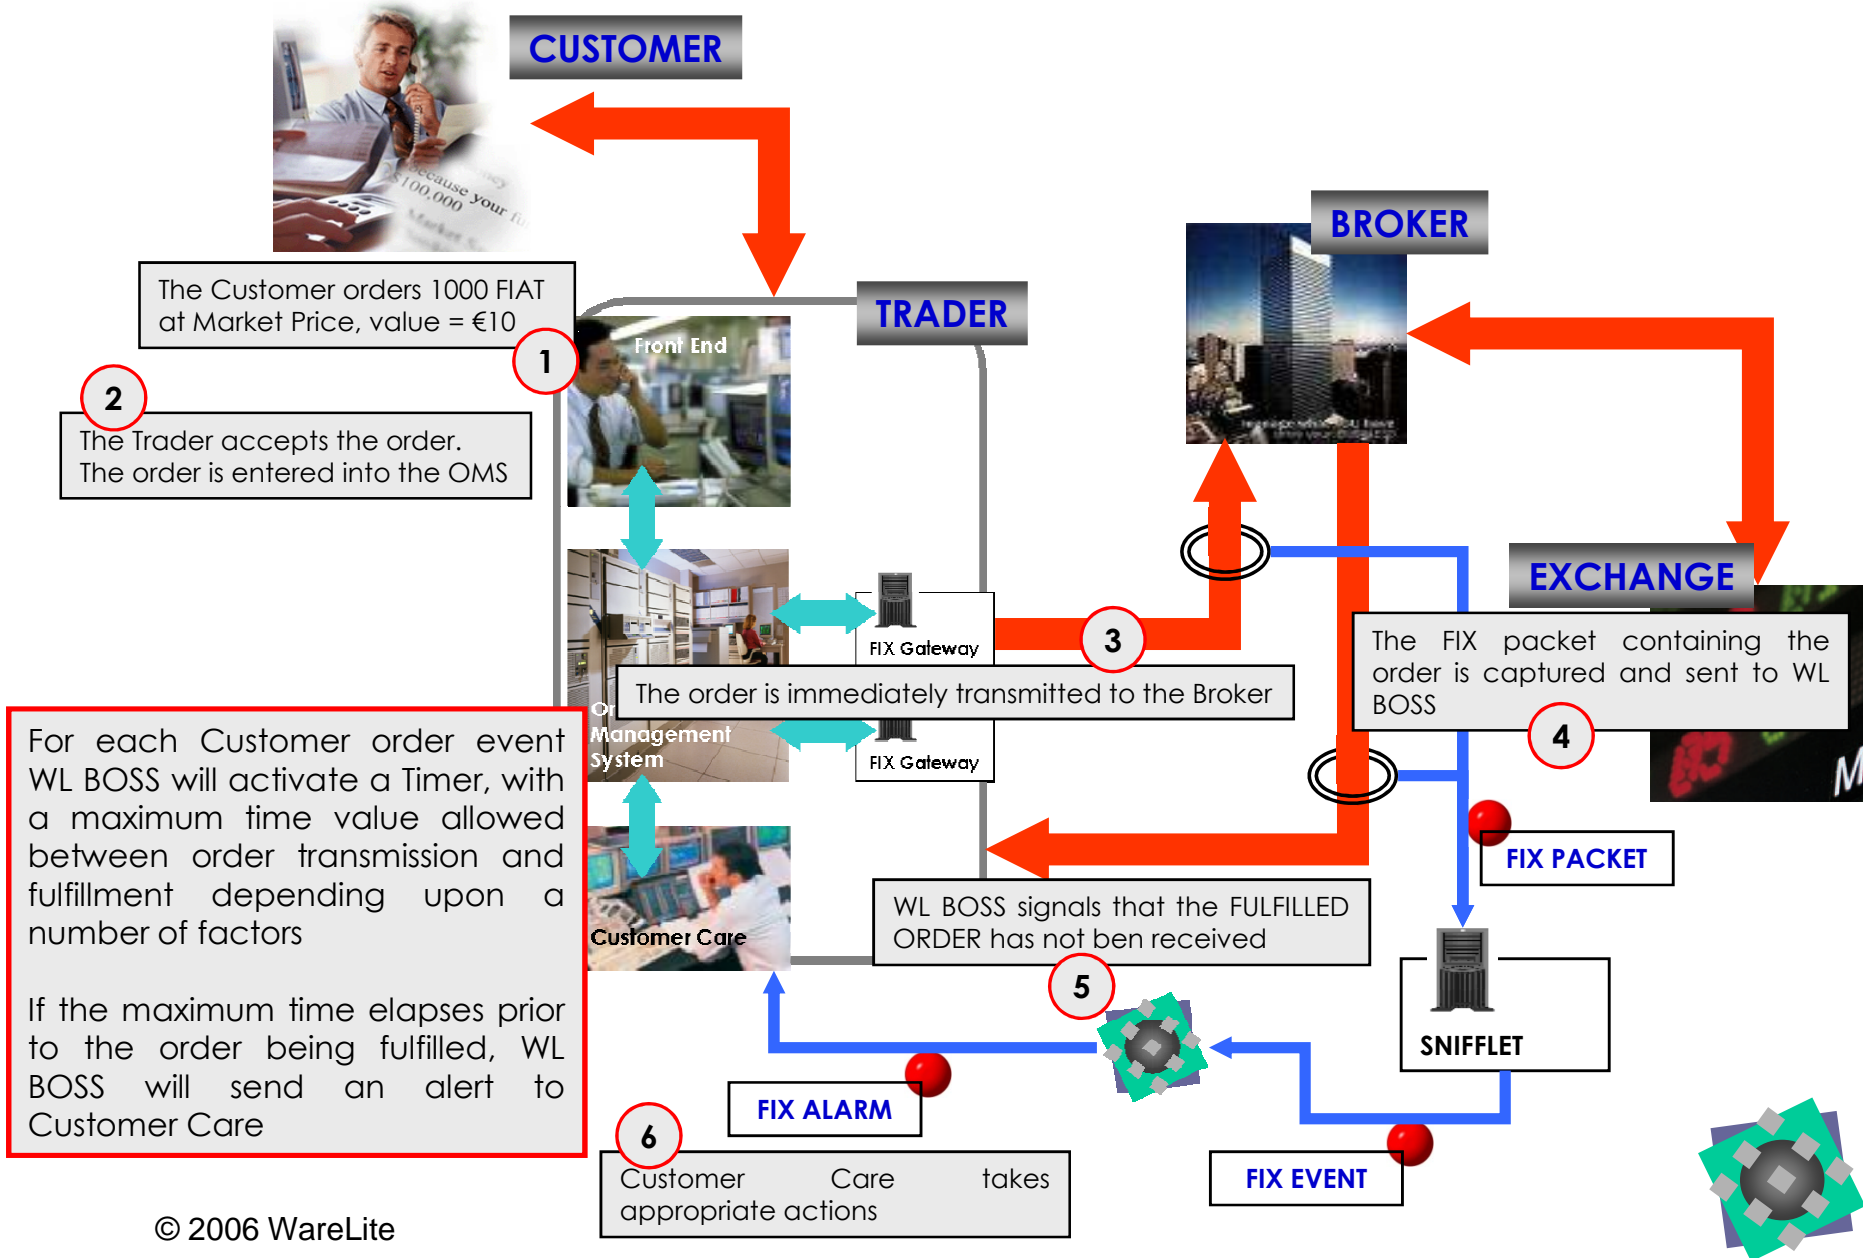 CUSTOMER
because your fu
$100,000
BROKER
The Customer orders 1000 FIAT
at Market Price, value = €10
1
TRADER
Front End
2
The Trader accepts the order.
The order is entered into the OMS
EXCHANGE
3
FIX Gateway
The order is immediately transmitted to the Broker
The FIX packet containing the
order is captured and sent to WL
BOSS
4
Or
Management
System
FIX Gateway
M
For each Customer order event
WL BOSS will activate a Timer, with
a maximum time value allowed
between order transmission and
fulfillment depending upon a
number of factors
If the maximum time elapses prior
to the order being fulfilled, WL
BOSS will send an alert to
Customer Care
FIX PACKET
WL BOSS signals that the FULFILLED
ORDER has not ben received
5
Customer Care
SNIFFLET
FIX ALARM
6
Customer Care takes
appropriate actions
FIX EVENT
© 2006 WareLite